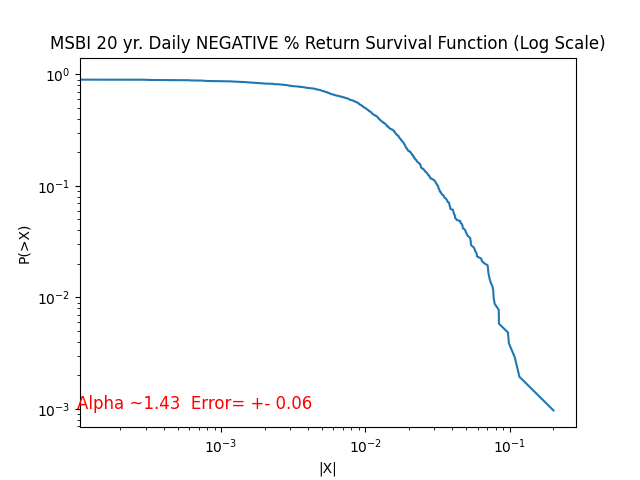 MSBI 20 yr. Daily NEGATIVE % Return Survival Function (Log Scale)
10⁰
10⁻¹
10⁻²
10⁻³
P(>X)
Alpha ~1.43  Error= +- 0.06
10⁻³ 10⁻² 10⁻¹
|X|